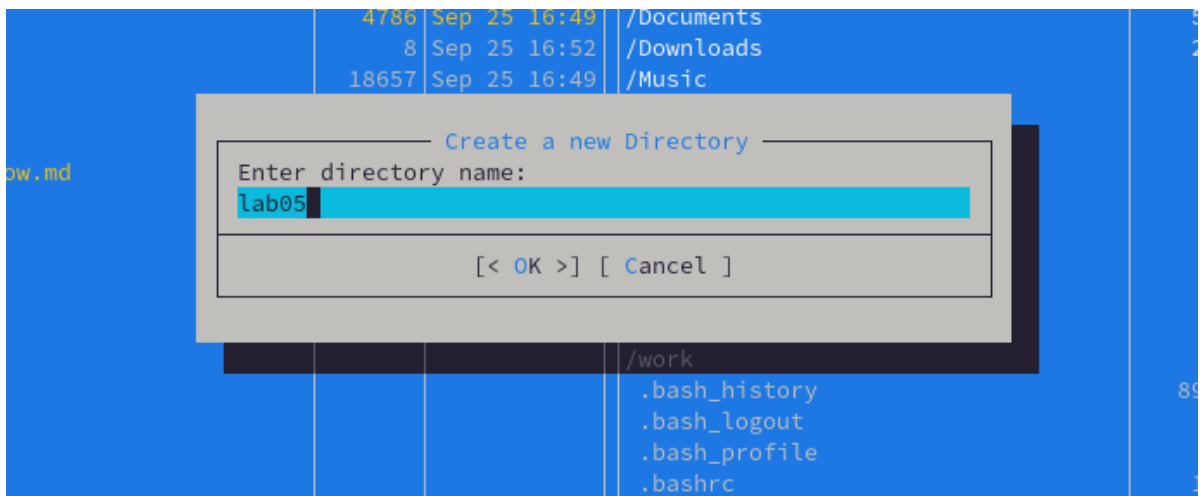 4786 Sep 25 16:49 /Documents
8 Sep 25 16:52 /Downloads
18657 Sep 25 16:49 /Music
Create a new Directory
ow.md Enter directory name:
lab05
[< OK >] [ Cancel ]
/work
.bash_history 89
.bash_logout
.bash_profile
.bashrc